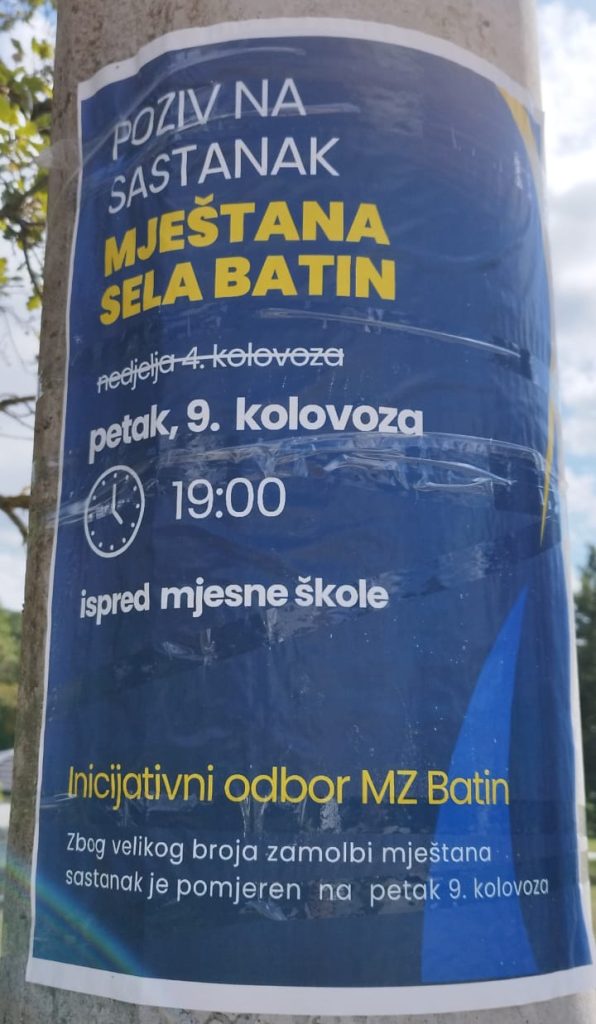 POZIV NA
SASTANAK
MJEŠTANA
SELA BATIN
nedjelja 4. kolovoza
petak, 9. kolovoza
19:00
ispred mjesne škole
Inicijativni odbor MZ Batin
Zbog velikog broja zamolbi mještana
sastanak je pomjeren na petak 9. kolovoza